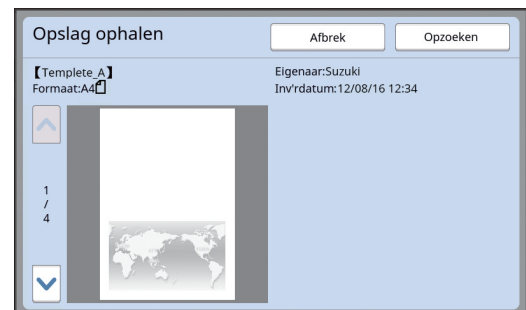 Opslag ophalen
Afbrek
Opzoeken
【Templete_A】
Formaat:A4
Eigenaar:Suzuki
Inv'rdatum:12/08/16 12:34
1
/
4